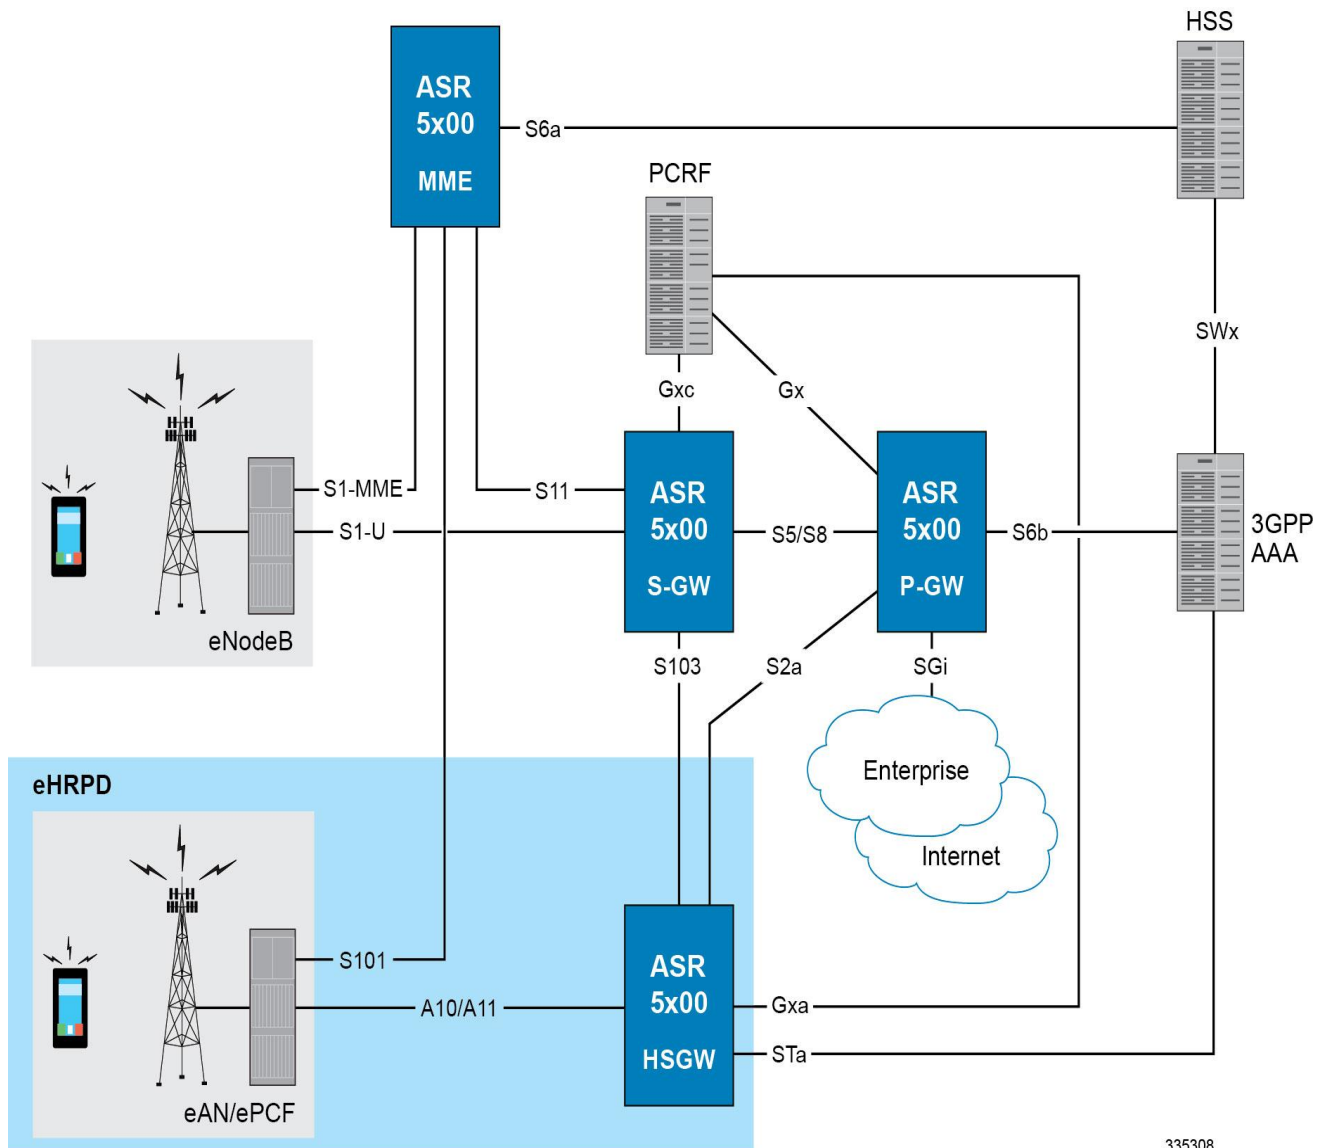 HSS
ASR
5x00
MME
S6a
PCRF
SWx
Gxc
Gx
S1-MME
S11
ASR
5x00
S-GW
ASR
5x00
P-GW
S1-U
S5/S8
S6b
3GPP
AAA
eNodeB
S103
S2a
SGi
Enterprise
Internet
eHRPD
S101
A10/A11
ASR
5x00
HSGW
Gxa
STa
eAN/ePCF
335308